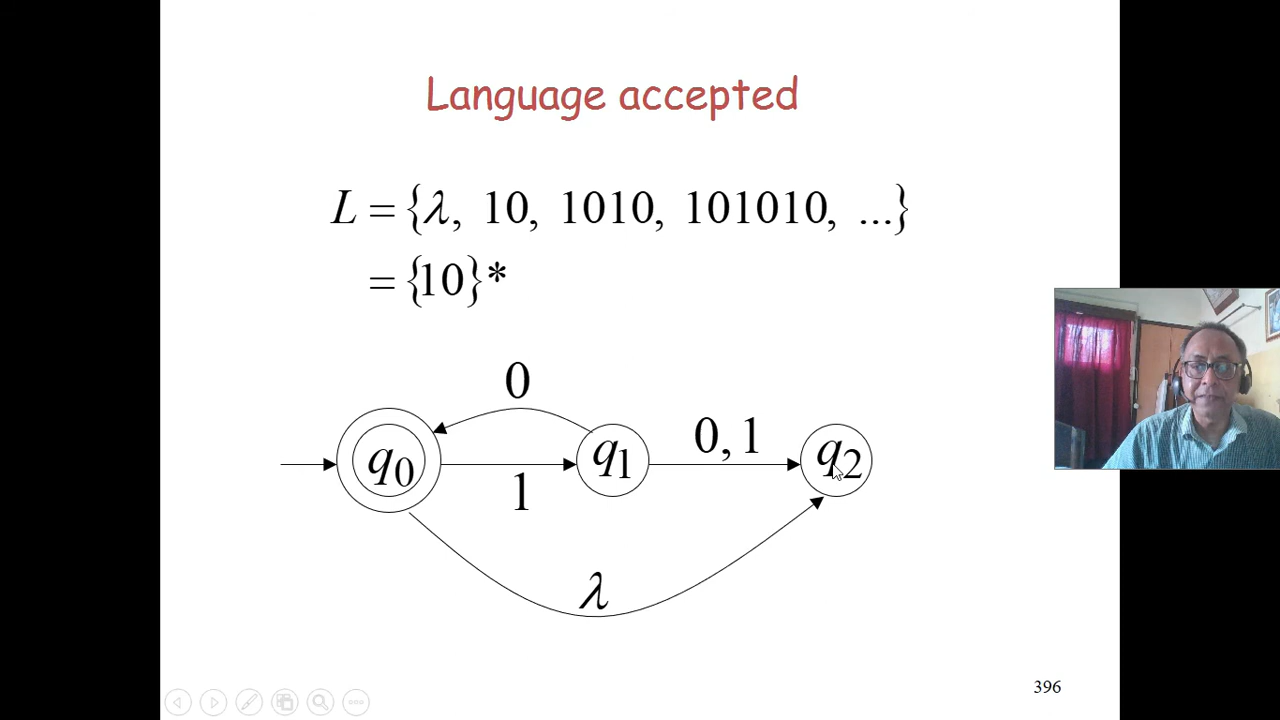 Language accepted
L = {λ, 10, 1010, 101010, ...}
= {10}*
0
0,1
q0
q1
q2
1
λ
396